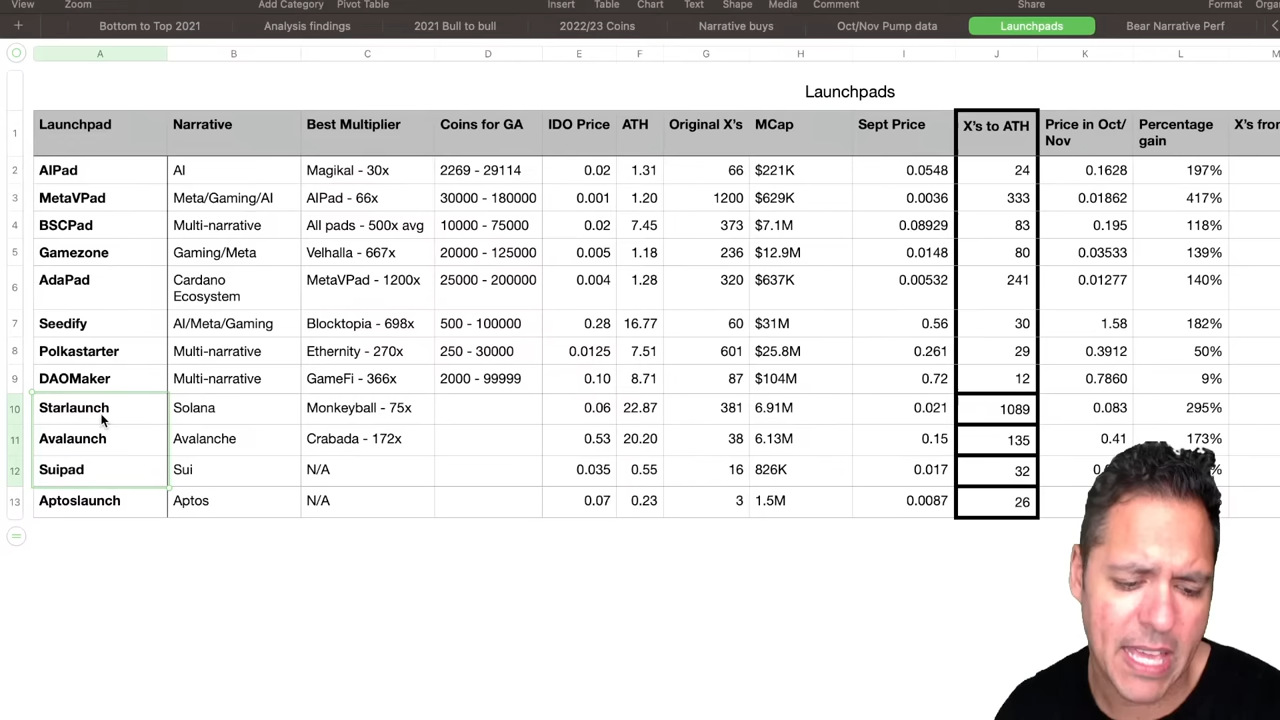 View Zoom Add Category Pivot Table Insert Table Chart Text Shape Media Comment Share Format
+ Bottom to Top 2021 Analysis findings 2021 Bull to bull 2022/23 Coins Narrative buys Oct/Nov Pump data Launchpads Bear Narrative Perf
A B C D E F G H I J K L
Launchpads
1 Launchpad Narrative Best Multiplier Coins for GA IDO Price ATH Original X's MCap Sept Price X's to ATH Price in Oct/ Percentage X's from
Nov gain
2 AIPad AI Magikal - 30x 2269 - 29114 0.02 1.31 66 $221K 0.0548 24 0.1628 197%
3 MetaVPad Meta/Gaming/AI AIPad - 66x 30000 - 180000 0.001 1.20 1200 $629K 0.0036 333 0.01862 417%
4 BSCPad Multi-narrative All pads - 500x avg 10000 - 75000 0.02 7.45 373 $7.1M 0.08929 83 0.195 118%
5 Gamezone Gaming/Meta Velhalla - 667x 20000 - 125000 0.005 1.18 236 $12.9M 0.0148 80 0.03533 139%
6 AdaPad Cardano MetaVPad - 1200x 25000 - 200000 0.004 1.28 320 $637K 0.00532 241 0.01277 140%
Ecosystem
7 Seedify AI/Meta/Gaming Blocktopia - 698x 500 - 100000 0.28 16.77 60 $31M 0.56 30 1.58 182%
8 Polkastarter Multi-narrative Ethernity - 270x 250 - 30000 0.0125 7.51 601 $25.8M 0.261 29 0.3912 50%
9 DAOMaker Multi-narrative GameFi - 366x 2000 - 99999 0.10 8.71 87 $104M 0.72 12 0.7860 9%
10 Starlaunch Solana Monkeyball - 75x 0.06 22.87 381 6.91M 0.021 1089 0.083 295%
11 Avalaunch Avalanche Crabada - 172x 0.53 20.20 38 6.13M 0.15 135 0.41 173%
12 Suipad Sui N/A 0.035 0.55 16 826K 0.017 32
13 Aptoslaunch Aptos N/A 0.07 0.23 3 1.5M 0.0087 26